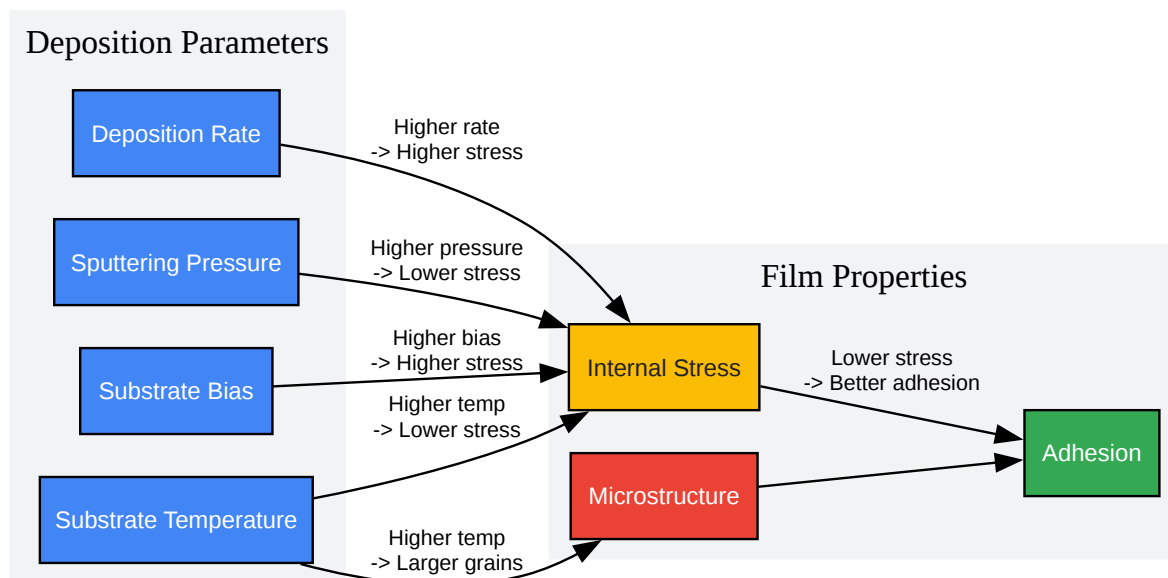 Deposition Parameters
Deposition Rate
Higher rate
-> Higher stress
Sputtering Pressure
Higher pressure
-> Lower stress
Film Properties
Substrate Bias
Higher bias
-> Higher stress
Internal Stress
Lower stress
-> Better adhesion
Higher temp
-> Lower stress
Adhesion
Substrate Temperature
Microstructure
Higher temp
-> Larger grains